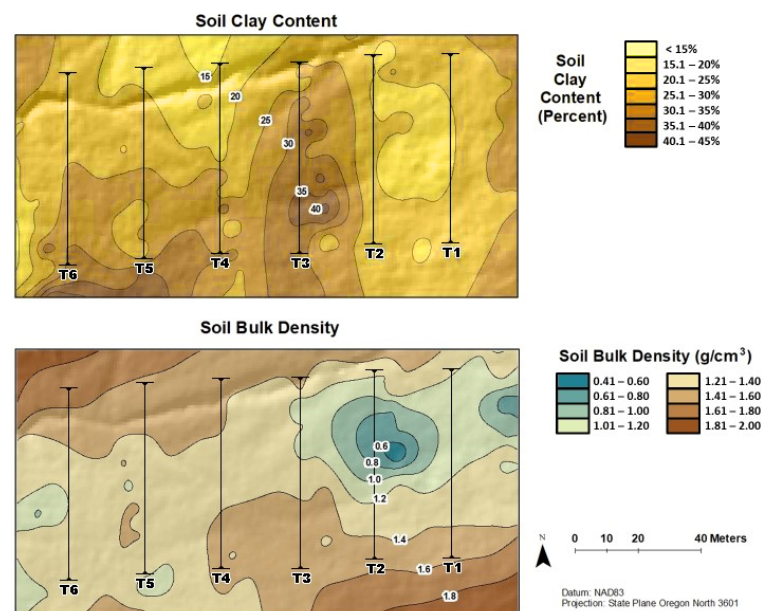 Soil Clay Content
15
20
25
30
35
40
T6
T5
T4
T3
T2
T1
Soil
Clay
Content
(Percent)
< 15%
15.1 – 20%
20.1 – 25%
25.1 – 30%
30.1 – 35%
35.1 – 40%
40.1 – 45%
Soil Bulk Density
0.6
0.8
1.0
1.2
1.4
1.6
1.8
T6
T5
T4
T3
T2
T1
Soil Bulk Density (g/cm³)
0.41 – 0.60
0.61 – 0.80
0.81 – 1.00
1.01 – 1.20
1.21 – 1.40
1.41 – 1.60
1.61 – 1.80
1.81 – 2.00
N
0 10 20 40 Meters
Datum: NAD83
Projection: State Plane Oregon North 3601